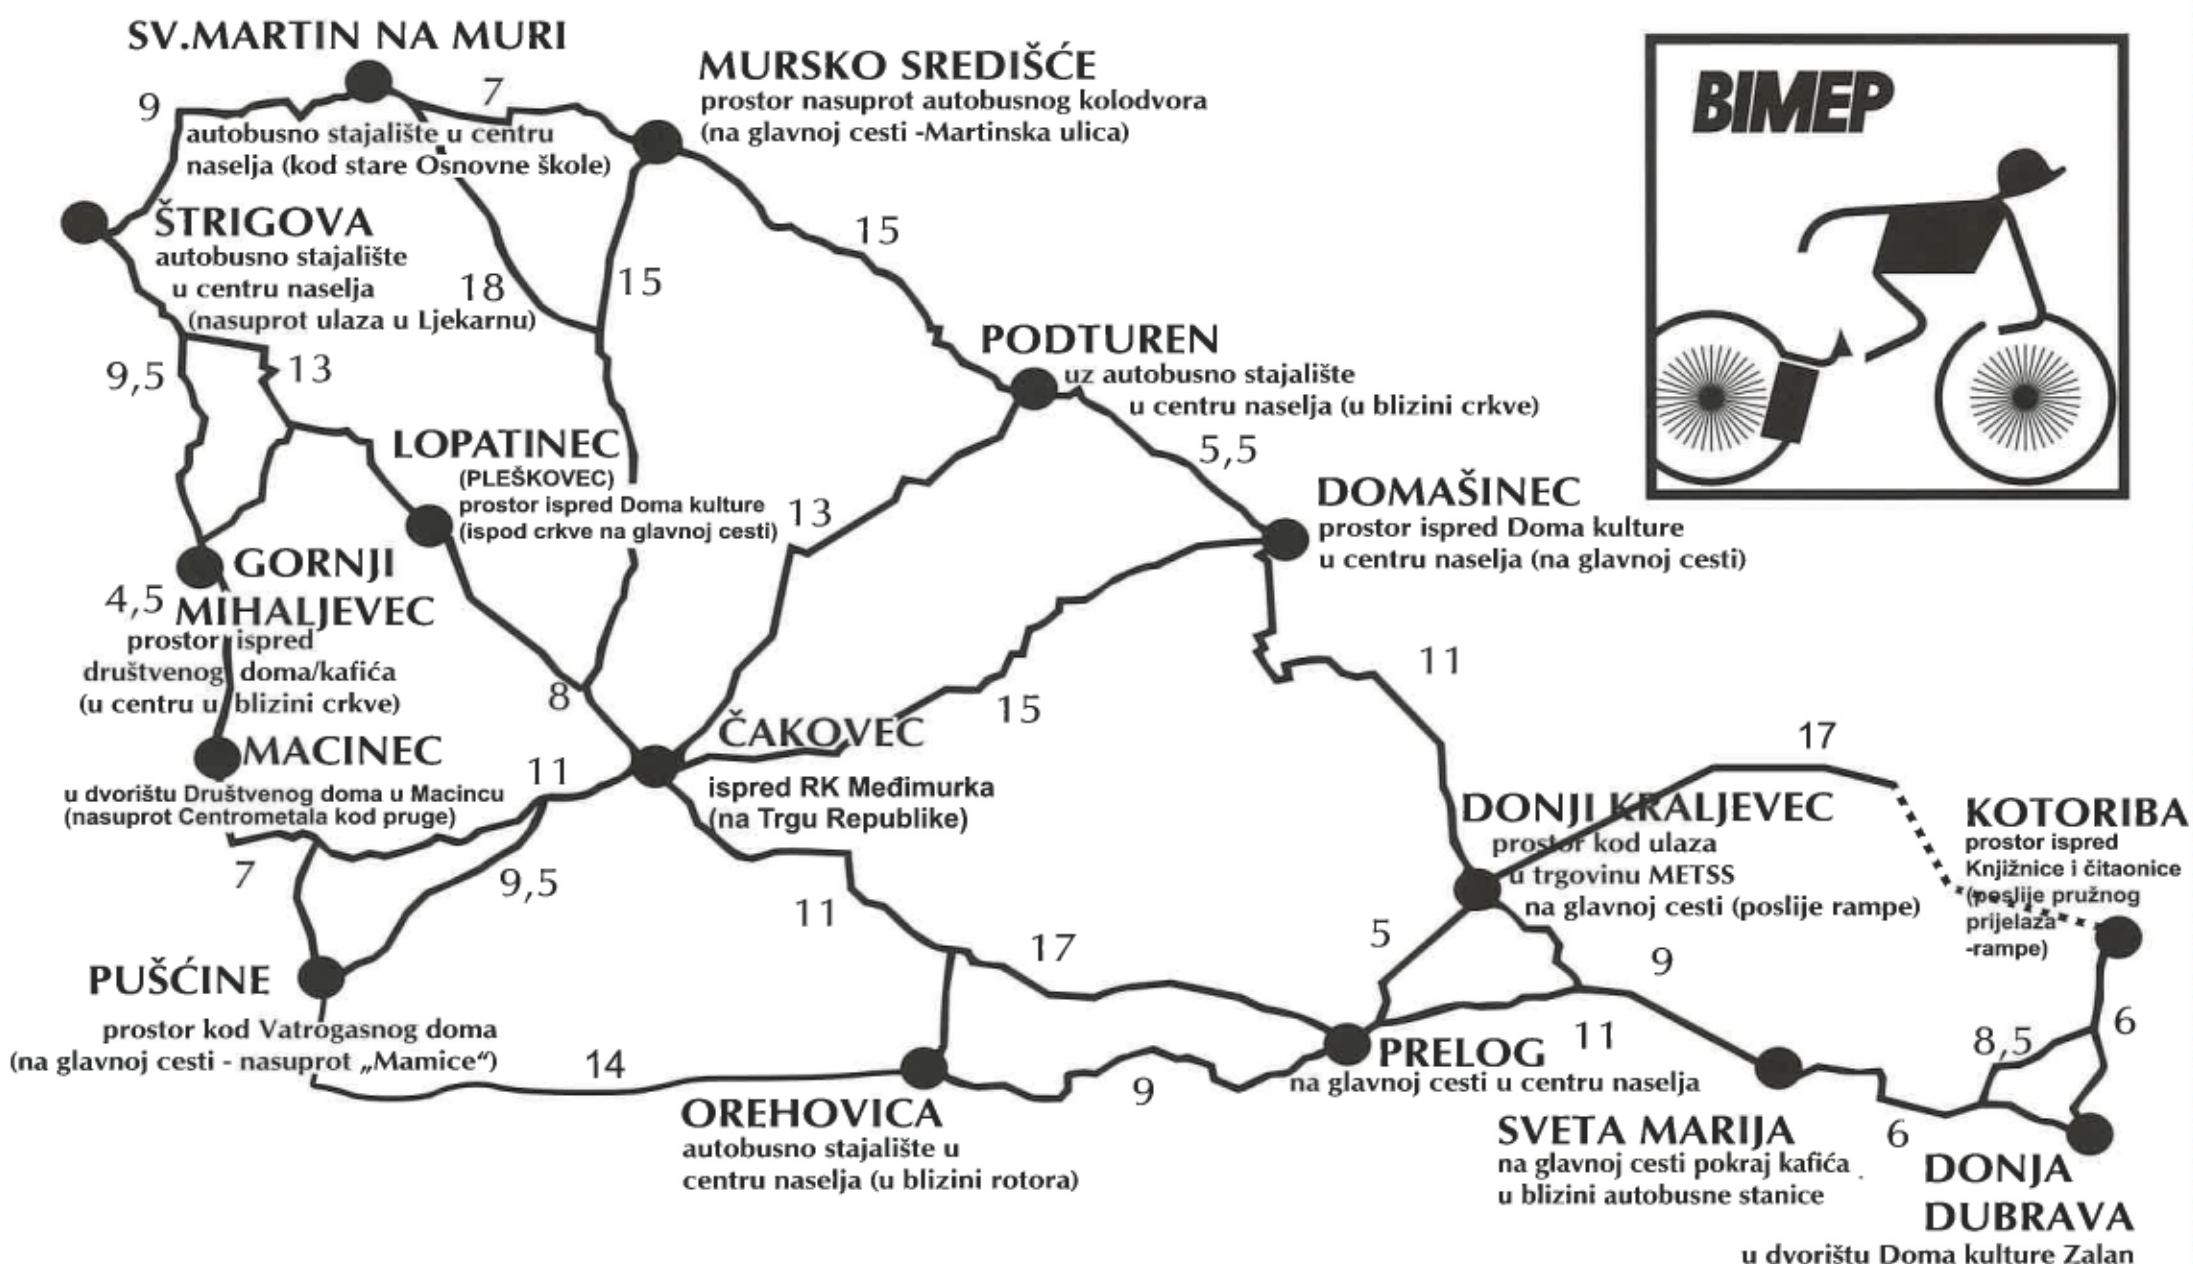 SV.MARTIN NA MURI
9
7
autobusno stajalište u centru
naselja (kod stare Osnovne škole)
MURSKO SREDIŠĆE
prostor nasuprot autobusnog kolodvora
(na glavnoj cesti -Martinska ulica)
BIMEP
ŠTRIGOVA
autobusno stajalište
u centru naselja
(nasuprot ulaza u Ljekarnu)
18
15
15
9,5
13
PODTUREN
uz autobusno stajalište
u centru naselja (u blizini crkve)
5,5
LOPATINEC
(PLEŠKOVEC)
prostor ispred Doma kulture
(ispod crkve na glavnoj cesti)
13
DOMAŠINEC
prostor ispred Doma kulture
u centru naselja (na glavnoj cesti)
GORNJI
MIHALJEVEC
4,5
prostor ispred
društvenog doma/kafića
(u centru u blizini crkve)
8
15
11
MACINEC
u dvorištu Društvenog doma u Macincu
(nasuprot Centrometala kod pruge)
11
ČAKOVEC
ispred RK Međimurka
(na Trgu Republike)
17
DONJI KRALJEVEC
prostor kod ulaza
u trgovinu METSS
na glavnoj cesti (poslije rampe)
KOTORIBA
prostor ispred
Knjižnice i čitaonice
(poslije pružnog
prijelaza
-rampe)
7
9,5
11
17
5
9
PUŠĆINE
prostor kod Vatrogasnog doma
(na glavnoj cesti - nasuprot „Mamice“)
14
9
PRELOG
na glavnoj cesti u centru naselja
11
8,5
6
OREHOVICA
autobusno stajalište u
centru naselja (u blizini rotora)
SVETA MARIJA
na glavnoj cesti pokraj kafića
u blizini autobusne stanice
6
DONJA
DUBRAVA
u dvorištu Doma kulture Zalan